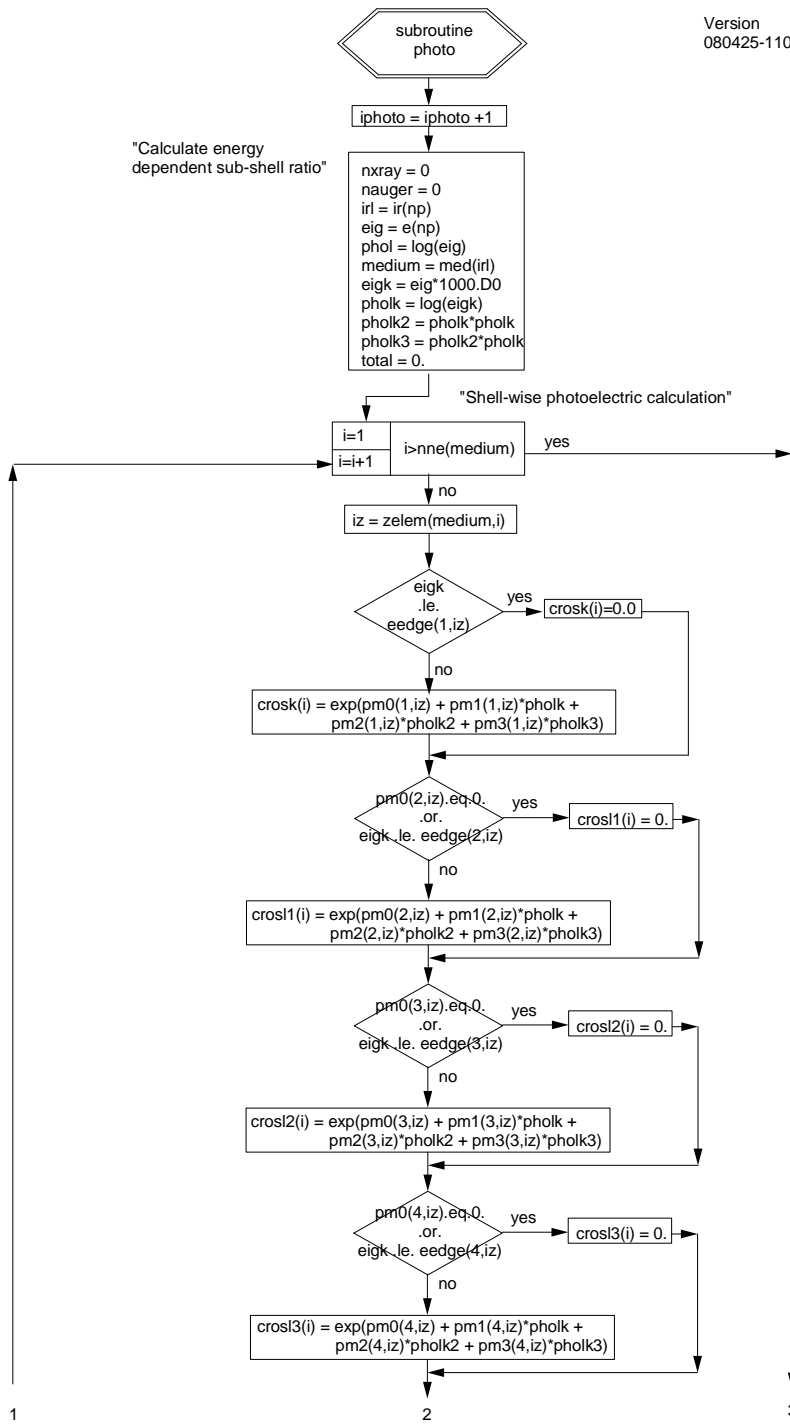 subroutine
photo
Version
080425-110
iphoto = iphoto +1
"Calculate energy
dependent sub-shell ratio"
nxray = 0
nauger = 0
irl = ir(np)
eig = e(np)
phol = log(eig)
medium = med(irl)
eigk = eig*1000.D0
pholk = log(eigk)
pholk2 = pholk*pholk
pholk3 = pholk2*pholk
total = 0.
"Shell-wise photoelectric calculation"
i=1
i=i+1
i>nne(medium)
yes
no
iz = zelem(medium,i)
eigk
.le.
eedge(1,iz)
yes
crosk(i)=0.0
no
crosk(i) = exp(pm0(1,iz) + pm1(1,iz)*pholk +
pm2(1,iz)*pholk2 + pm3(1,iz)*pholk3)
pm0(2,iz).eq.0.
.or.
eigk .le. eedge(2,iz)
yes
crosl1(i) = 0.
no
crosl1(i) = exp(pm0(2,iz) + pm1(2,iz)*pholk +
pm2(2,iz)*pholk2 + pm3(2,iz)*pholk3)
pm0(3,iz).eq.0.
.or.
eigk .le. eedge(3,iz)
yes
crosl2(i) = 0.
no
crosl2(i) = exp(pm0(3,iz) + pm1(3,iz)*pholk +
pm2(3,iz)*pholk2 + pm3(3,iz)*pholk3)
pm0(4,iz).eq.0.
.or.
eigk .le. eedge(4,iz)
yes
crosl3(i) = 0.
no
crosl3(i) = exp(pm0(4,iz) + pm1(4,iz)*pholk +
pm2(4,iz)*pholk2 + pm3(4,iz)*pholk3)
1
2
3